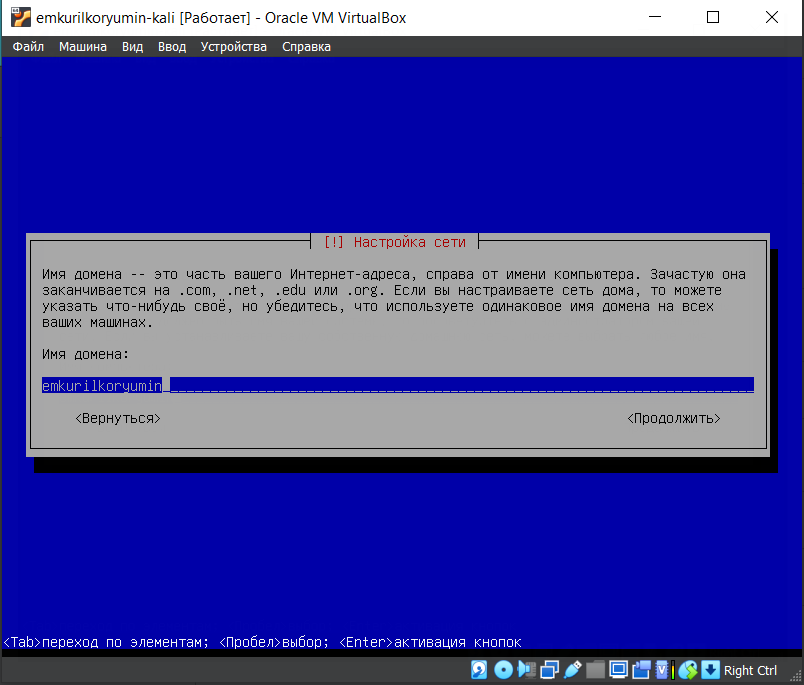 emkurilkoryumin-kali [Работает] - Oracle VM VirtualBox
Файл Машина Вид Ввод Устройства Справка
[!] Настройка сети
Имя домена -- это часть вашего Интернет-адреса, справа от имени компьютера. Зачастую она
заканчивается на .com, .net, .edu или .org. Если вы настраиваете сеть дома, то можете
указать что-нибудь своё, но убедитесь, что используете одинаковое имя домена на всех
ваших машинах.
Имя домена:
emkurilkoryumin
<Вернуться> <Продолжить>
<Tab>переход по элементам; <Пробел>выбор; <Enter>активация кнопок
Right Ctrl